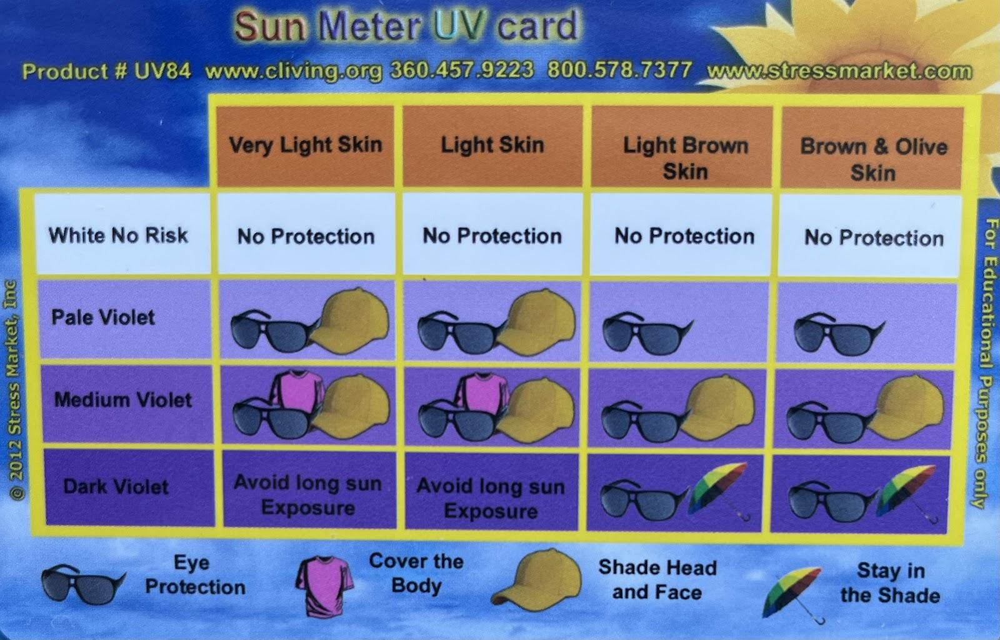 Sun Meter UV card
Product # UV84 www.cliving.org 360.457.9223 800.578.7377 www.stressmarket.com
Very Light Skin
Light Skin
Light Brown
Skin
Brown & Olive
Skin
White No Risk
No Protection
No Protection
No Protection
No Protection
Pale Violet
Medium Violet
Dark Violet
Avoid long sun
Exposure
Avoid long sun
Exposure
Eye
Protection
Cover the
Body
Shade Head
and Face
Stay in
the Shade
© 2012 Stress Market, Inc
For Educational Purposes only